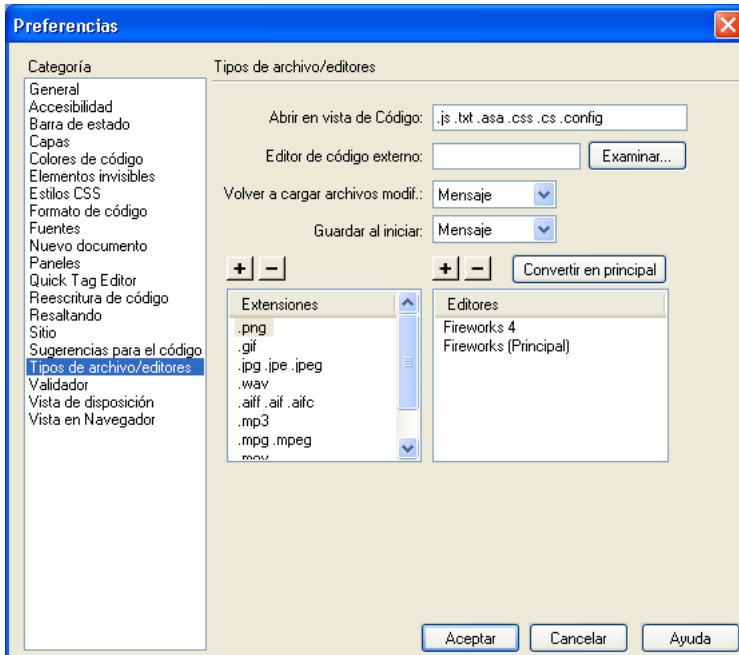 Preferencias
Categoría
General
Accesibilidad
Barra de estado
Capas
Colores de código
Elementos invisibles
Estilos CSS
Formato de código
Fuentes
Nuevo documento
Paneles
Quick Tag Editor
Reescritura de código
Resaltando
Sitio
Sugerencias para el código
Tipos de archivo/editores
Validador
Vista de disposición
Vista en Navegador
Tipos de archivo/editores
Abrir en vista de Código: .js .txt .asa .css .cs .config
Editor de código externo: Examinar...
Volver a cargar archivos modif.: Mensaje
Guardar al iniciar: Mensaje
Convertir en principal
Extensiones
.png
.gif
.jpg .jpe .jpeg
.wav
.aiff .aif .aifc
.mp3
.mpg .mpeg
.mov
Editores
Fireworks 4
Fireworks (Principal)
Aceptar Cancelar Ayuda